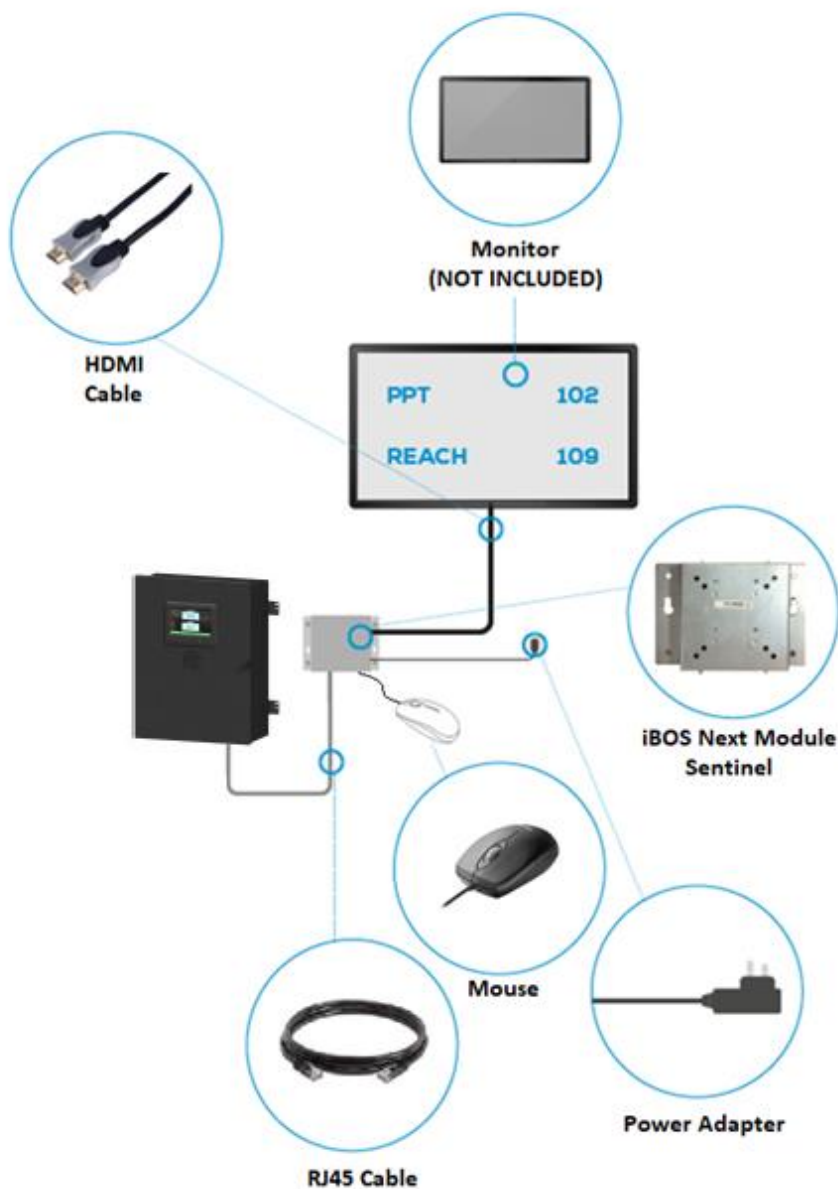 Monitor
(NOT INCLUDED)
HDMI
Cable
PPT 102
REACH 109
iBOS Next Module
Sentinel
Mouse
Power Adapter
RJ45 Cable